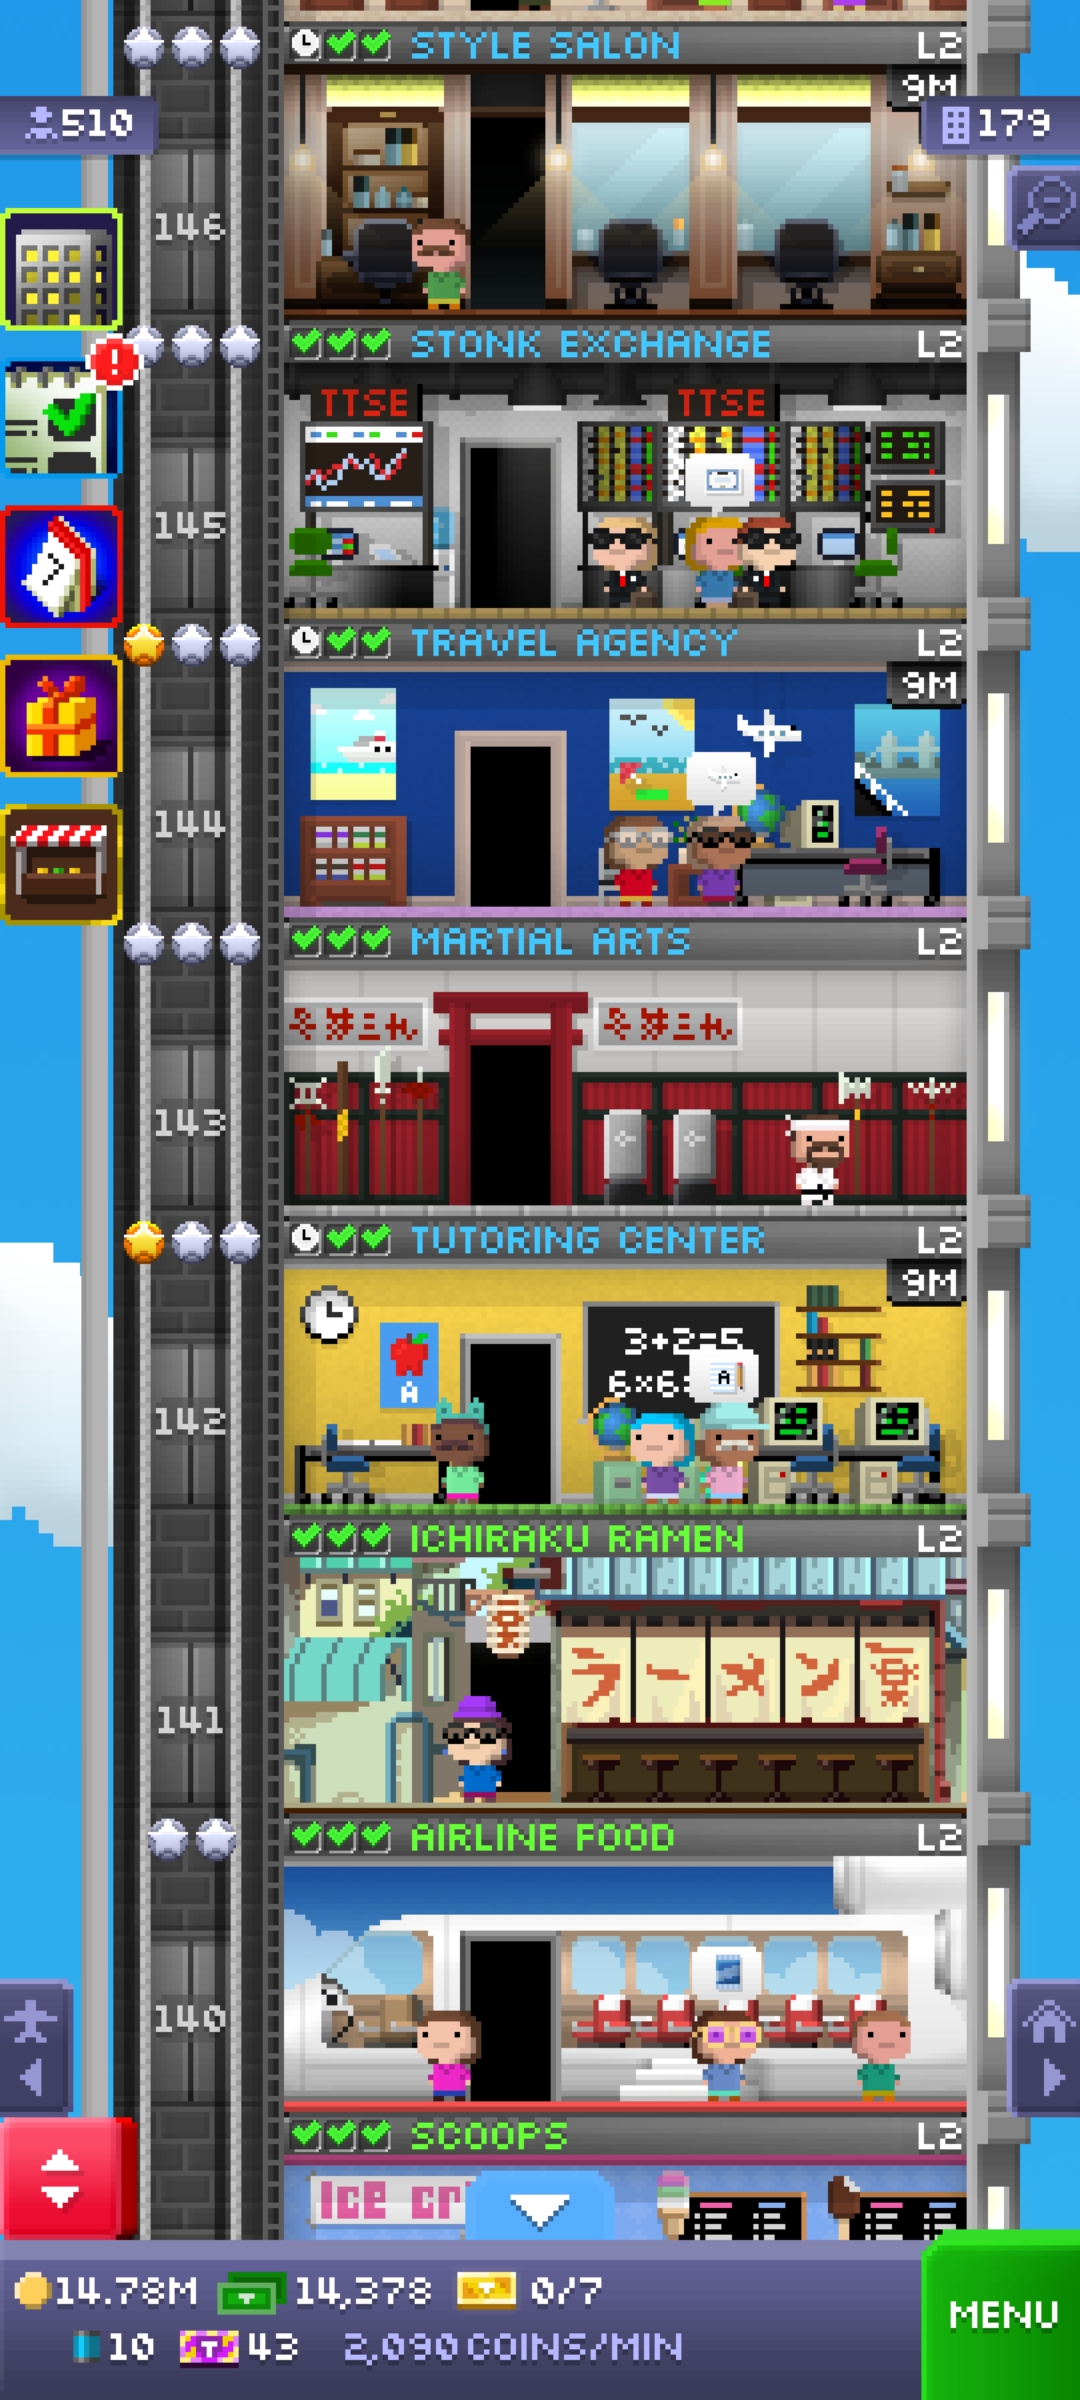 STYLE SALON L2
9M
510
179
146
STONK EXCHANGE L2
TTSE TTSE
145
TRAVEL AGENCY L2
9M
144
MARTIAL ARTS L2
143
TUTORING CENTER L2
9M
3+2=5
6x6=
A
A
142
ICHIRAKU RAMEN L2
ラーメン
141
AIRLINE FOOD L2
140
SCOOPS L2
Ice cr
14.78M 14,378 0/7
MENU
10 43 2,090 COINS/MIN